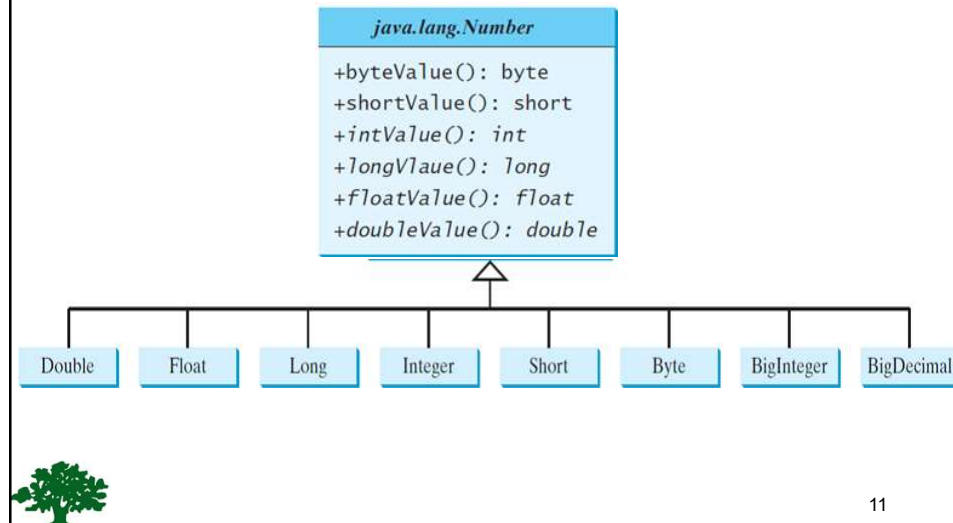 java.lang.Number
+byteValue(): byte
+shortValue(): short
+intValue(): int
+longVlaue(): long
+floatValue(): float
+doubleValue(): double
Double Float Long Integer Short Byte BigInteger BigDecimal
11